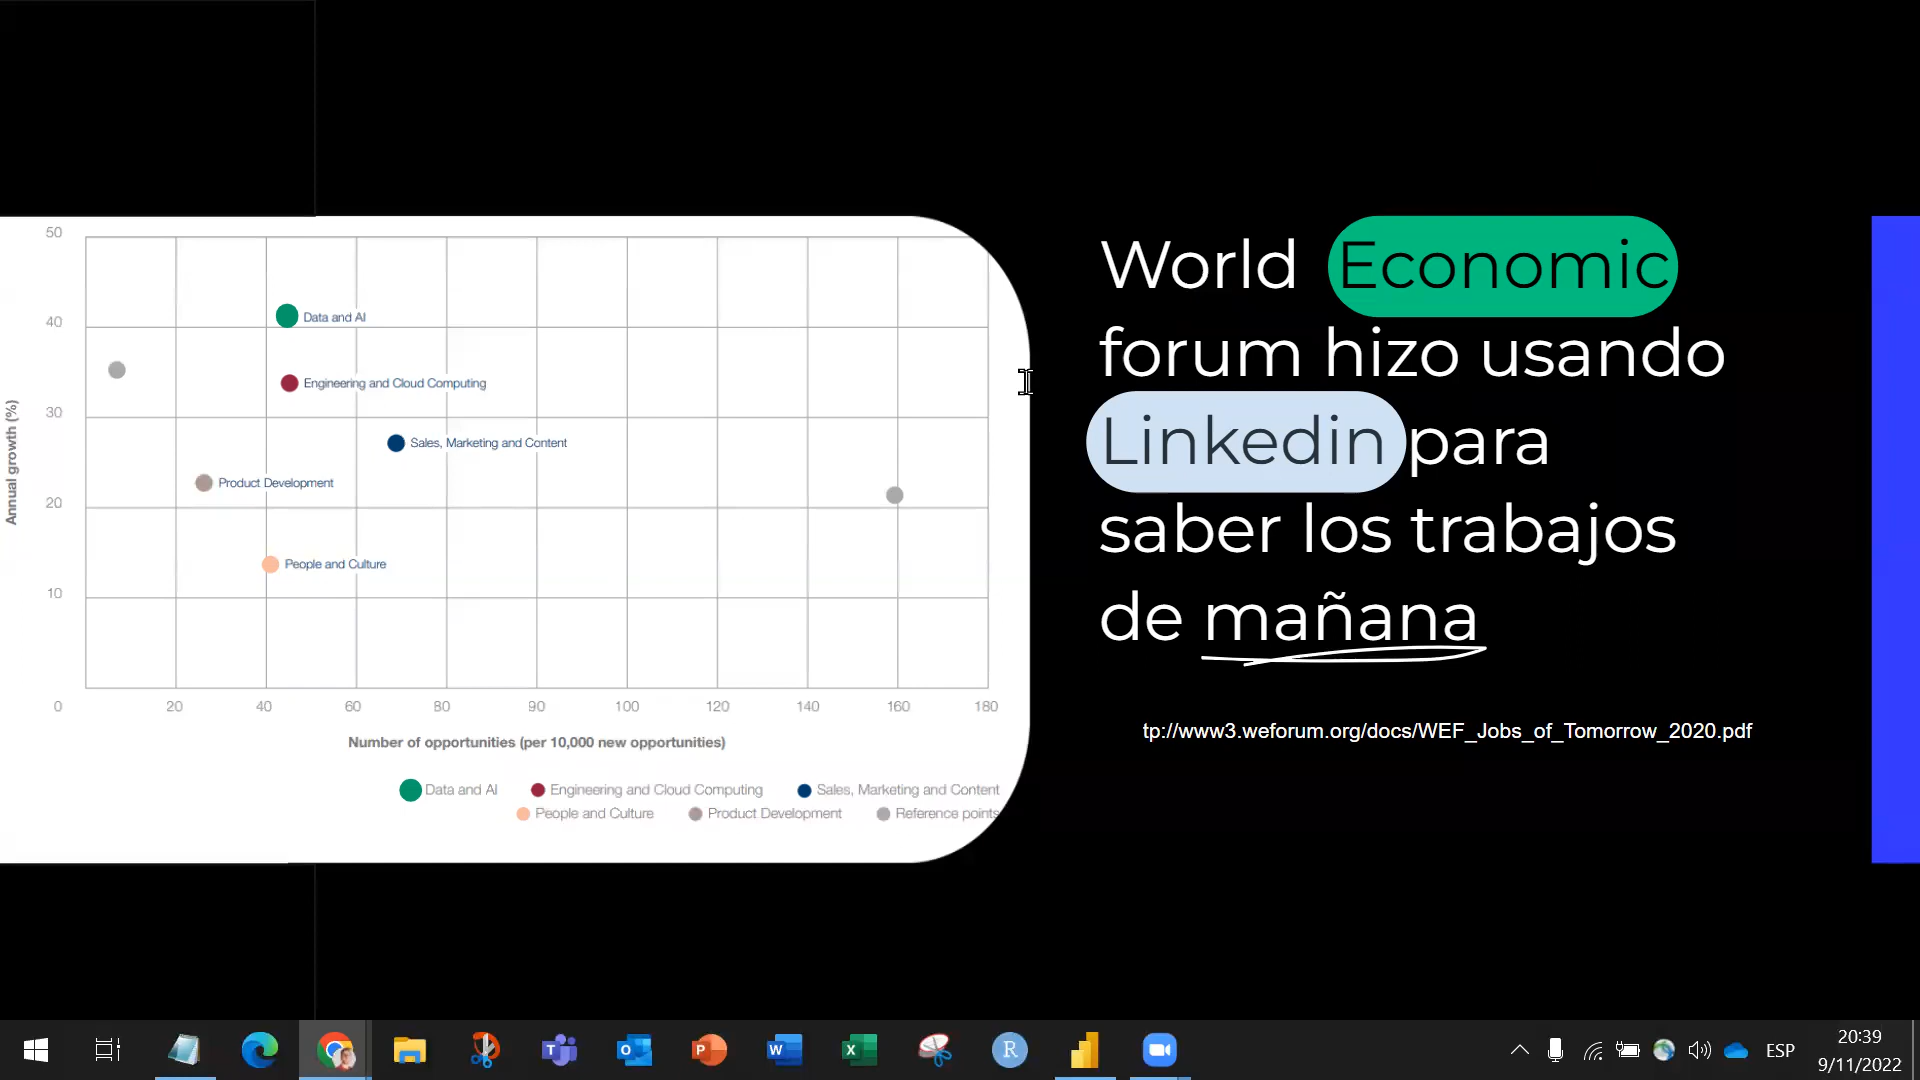 50
40
30
20
10
0
Annual growth (%)
Data and AI
Engineering and Cloud Computing
Sales, Marketing and Content
Product Development
People and Culture
20 40 60 80 90 100 120 140 160 180
Number of opportunities (per 10,000 new opportunities)
Data and AI Engineering and Cloud Computing Sales, Marketing and Content
People and Culture Product Development Reference points
World Economic
forum hizo usando
Linkedin para
saber los trabajos
de mañana
tp://www3.weforum.org/docs/WEF_Jobs_of_Tomorrow_2020.pdf
T O P W X R
ESP
20:39
9/11/2022